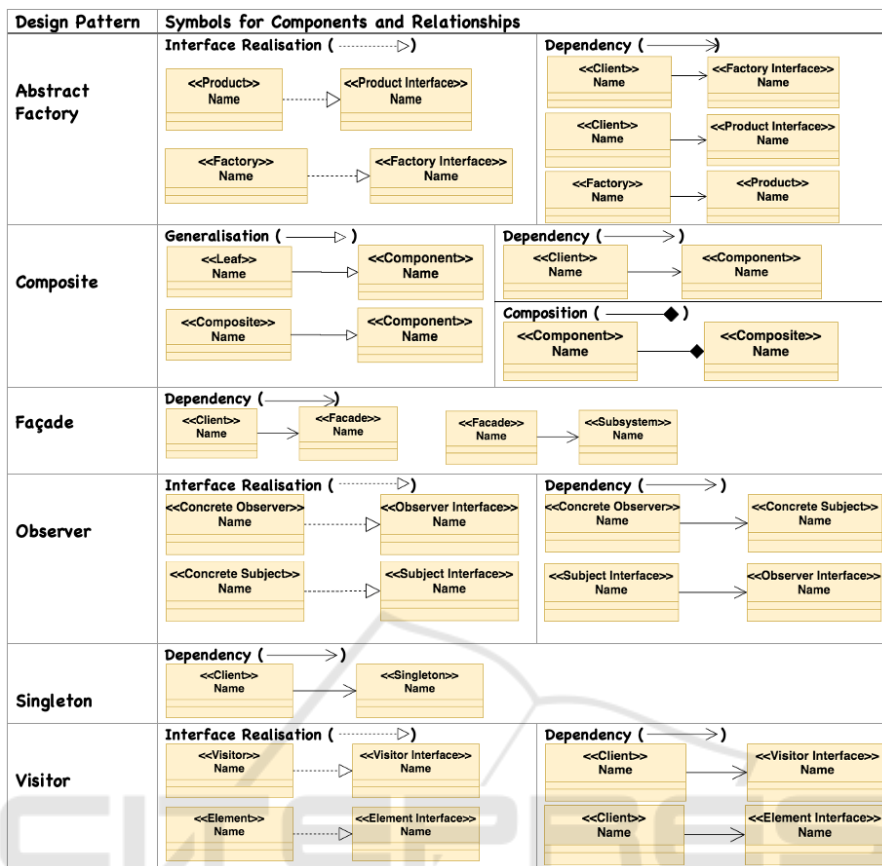 Design Pattern Symbols for Components and Relationships
Abstract
Factory
Interface Realisation ( )
<<Product>>
Name
<<Product Interface>>
Name
<<Factory>>
Name
<<Factory Interface>>
Name
Dependency ( )
<<Client>>
Name
<<Factory Interface>>
Name
<<Client>>
Name
<<Product Interface>>
Name
<<Factory>>
Name
<<Product>>
Name
Composite
Generalisation ( )
<<Leaf>>
Name
<<Component>>
Name
<<Composite>>
Name
<<Component>>
Name
Dependency ( )
<<Client>>
Name
<<Component>>
Name
Composition ( )
<<Component>>
Name
<<Composite>>
Name
Façade
Dependency ( )
<<Client>>
Name
<<Facade>>
Name
<<Facade>>
Name
<<Subsystem>>
Name
Observer
Interface Realisation ( )
<<Concrete Observer>>
Name
<<Observer Interface>>
Name
<<Concrete Subject>>
Name
<<Subject Interface>>
Name
Dependency ( )
<<Concrete Observer>>
Name
<<Concrete Subject>>
Name
<<Subject Interface>>
Name
<<Observer Interface>>
Name
Singleton
Dependency ( )
<<Client>>
Name
<<Singleton>>
Name
Visitor
Interface Realisation ( )
<<Visitor>>
Name
<<Visitor Interface>>
Name
<<Element>>
Name
<<Element Interface>>
Name
Dependency ( )
<<Client>>
Name
<<Visitor Interface>>
Name
<<Client>>
Name
<<Element Interface>>
Name